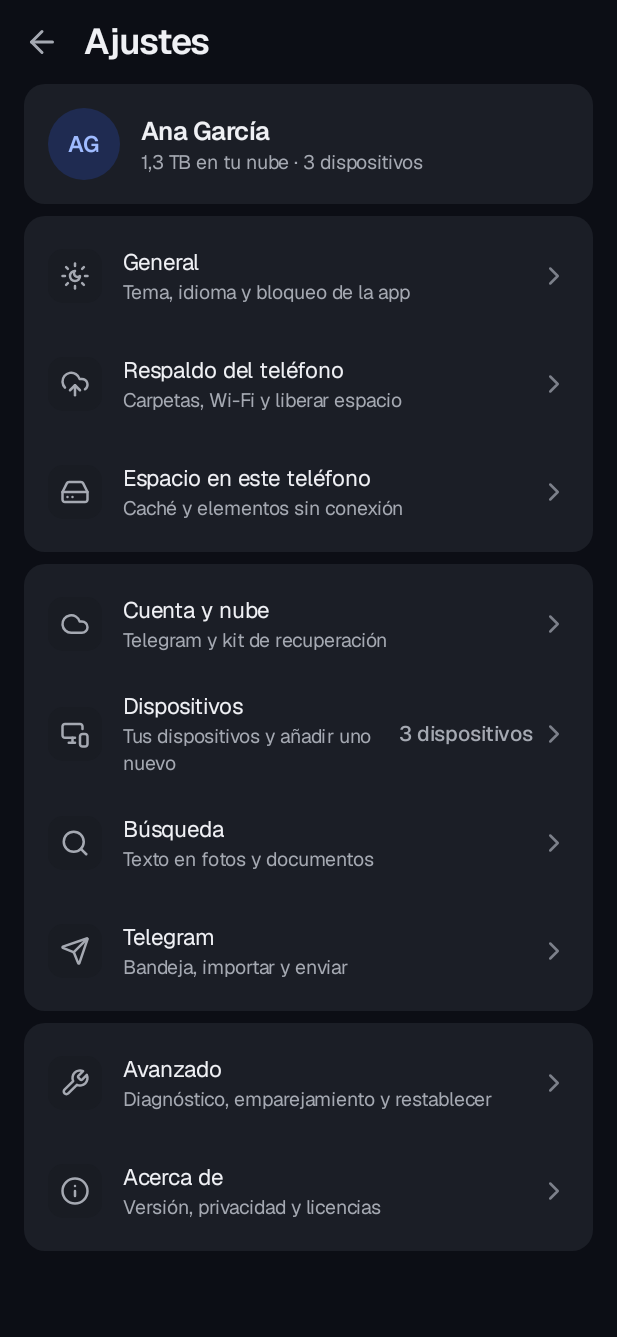 Ajustes
AG
Ana García
1,3 TB en tu nube · 3 dispositivos
General
Tema, idioma y bloqueo de la app
Respaldo del teléfono
Carpetas, Wi-Fi y liberar espacio
Espacio en este teléfono
Caché y elementos sin conexión
Cuenta y nube
Telegram y kit de recuperación
Dispositivos
Tus dispositivos y añadir uno
nuevo
3 dispositivos
Búsqueda
Texto en fotos y documentos
Telegram
Bandeja, importar y enviar
Avanzado
Diagnóstico, emparejamiento y restablecer
Acerca de
Versión, privacidad y licencias